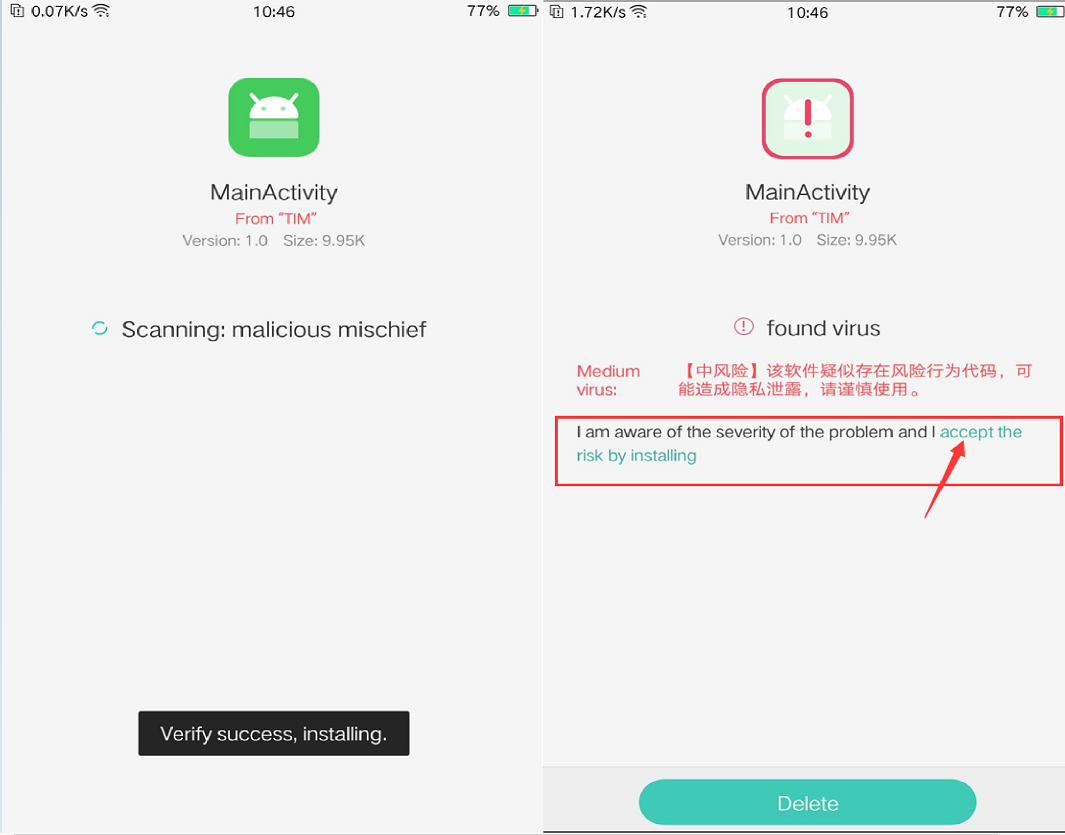 0.07K/s
10:46
77%
MainActivity
From “TIM”
Version: 1.0 Size: 9.95K
Scanning: malicious mischief
Verify success, installing.
1.72K/s
10:46
77%
MainActivity
From “TIM”
Version: 1.0 Size: 9.95K
found virus
Medium
virus:
【中风险】该软件疑似存在风险行为代码，可
能造成隐私泄露，请谨慎使用。
I am aware of the severity of the problem and I accept the
risk by installing
Delete